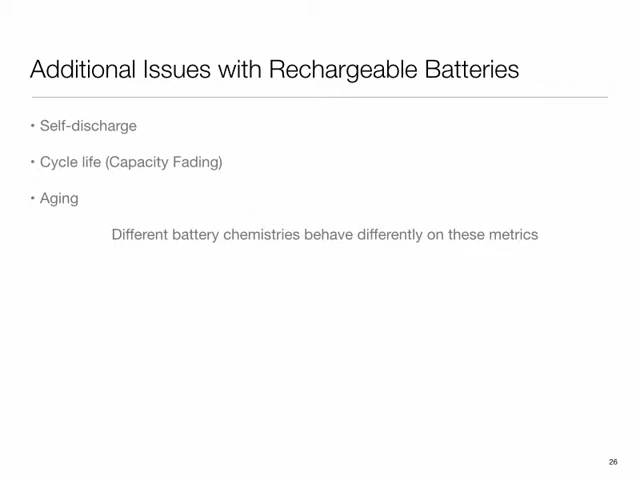 Additional Issues with Rechargeable Batteries
• Self-discharge
• Cycle life (Capacity Fading)
• Aging
Different battery chemistries behave differently on these metrics
26